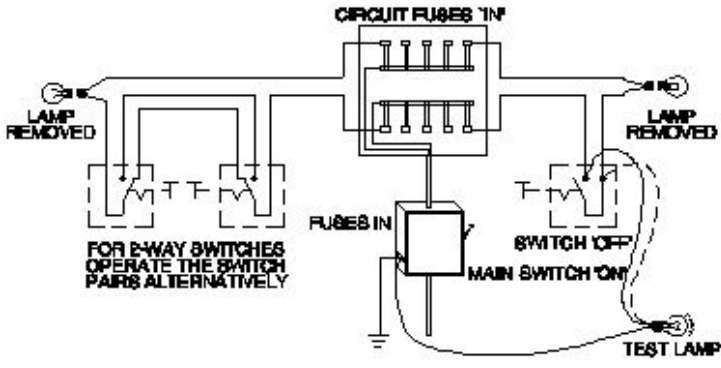 CIRCUIT FUSES "IN"
LAMP
REMOVED
LAMP
REMOVED
FUSES IN
SWITCH 'OFF'
FOR 2-WAY SWITCHES
OPERATE THE SWITCH
PAIRS ALTERNATIVELY
MAIN SWITCH "ON"
TEST LAMP